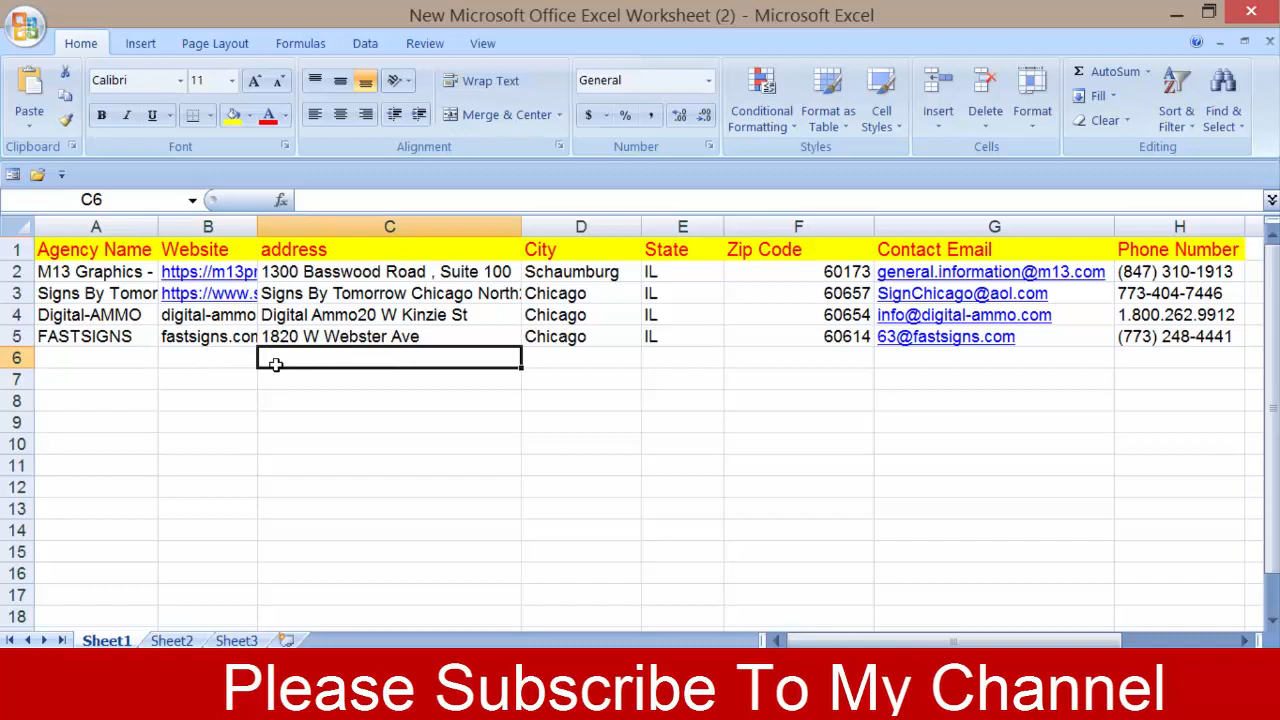 New Microsoft Office Excel Worksheet (2) - Microsoft Excel
Home Insert Page Layout Formulas Data Review View
Paste
Clipboard
Calibri 11
B I U
Font
Wrap Text
Merge & Center
Alignment
General
$ % ,
Number
Conditional Formatting
Format as Table
Cell Styles
Styles
Insert Delete Format
Cells
Σ AutoSum
Fill
Clear
Sort & Filter
Find & Select
Editing
C6 fx
A B C D E F G H
1 Agency Name Website address City State Zip Code Contact Email Phone Number
2 M13 Graphics - https://m13pr 1300 Basswood Road , Suite 100 Schaumburg IL 60173 general.information@m13.com (847) 310-1913
3 Signs By Tomor https://www.s Signs By Tomorrow Chicago North Chicago IL 60657 SignChicago@aol.com 773-404-7446
4 Digital-AMMO digital-ammo Digital Ammo20 W Kinzie St Chicago IL 60654 info@digital-ammo.com 1.800.262.9912
5 FASTSIGNS fastsigns.com 1820 W Webster Ave Chicago IL 60614 63@fastsigns.com (773) 248-4441
6
7
8
9
10
11
12
13
14
15
16
17
18
Sheet1 Sheet2 Sheet3
Please Subscribe To My Channel